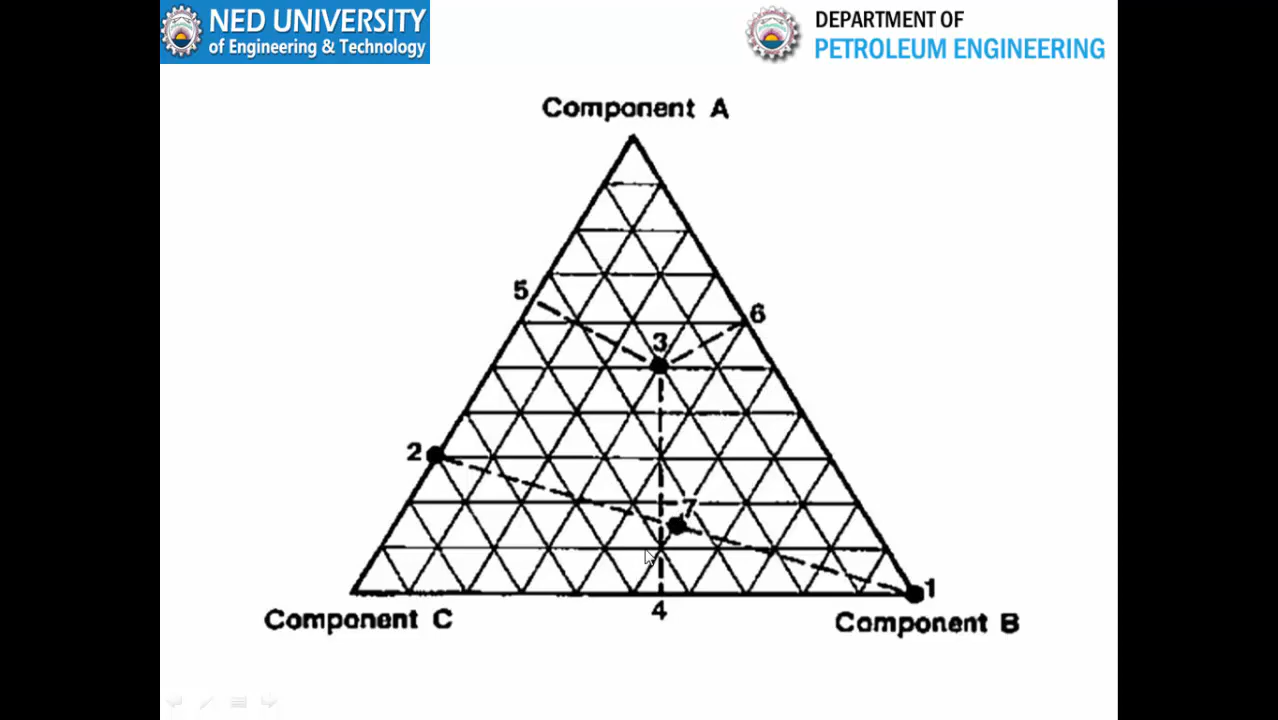 NED UNIVERSITY
of Engineering & Technology
DEPARTMENT OF
PETROLEUM ENGINEERING
Component A
5
6
3
2
7
1
4
Component C
Component B